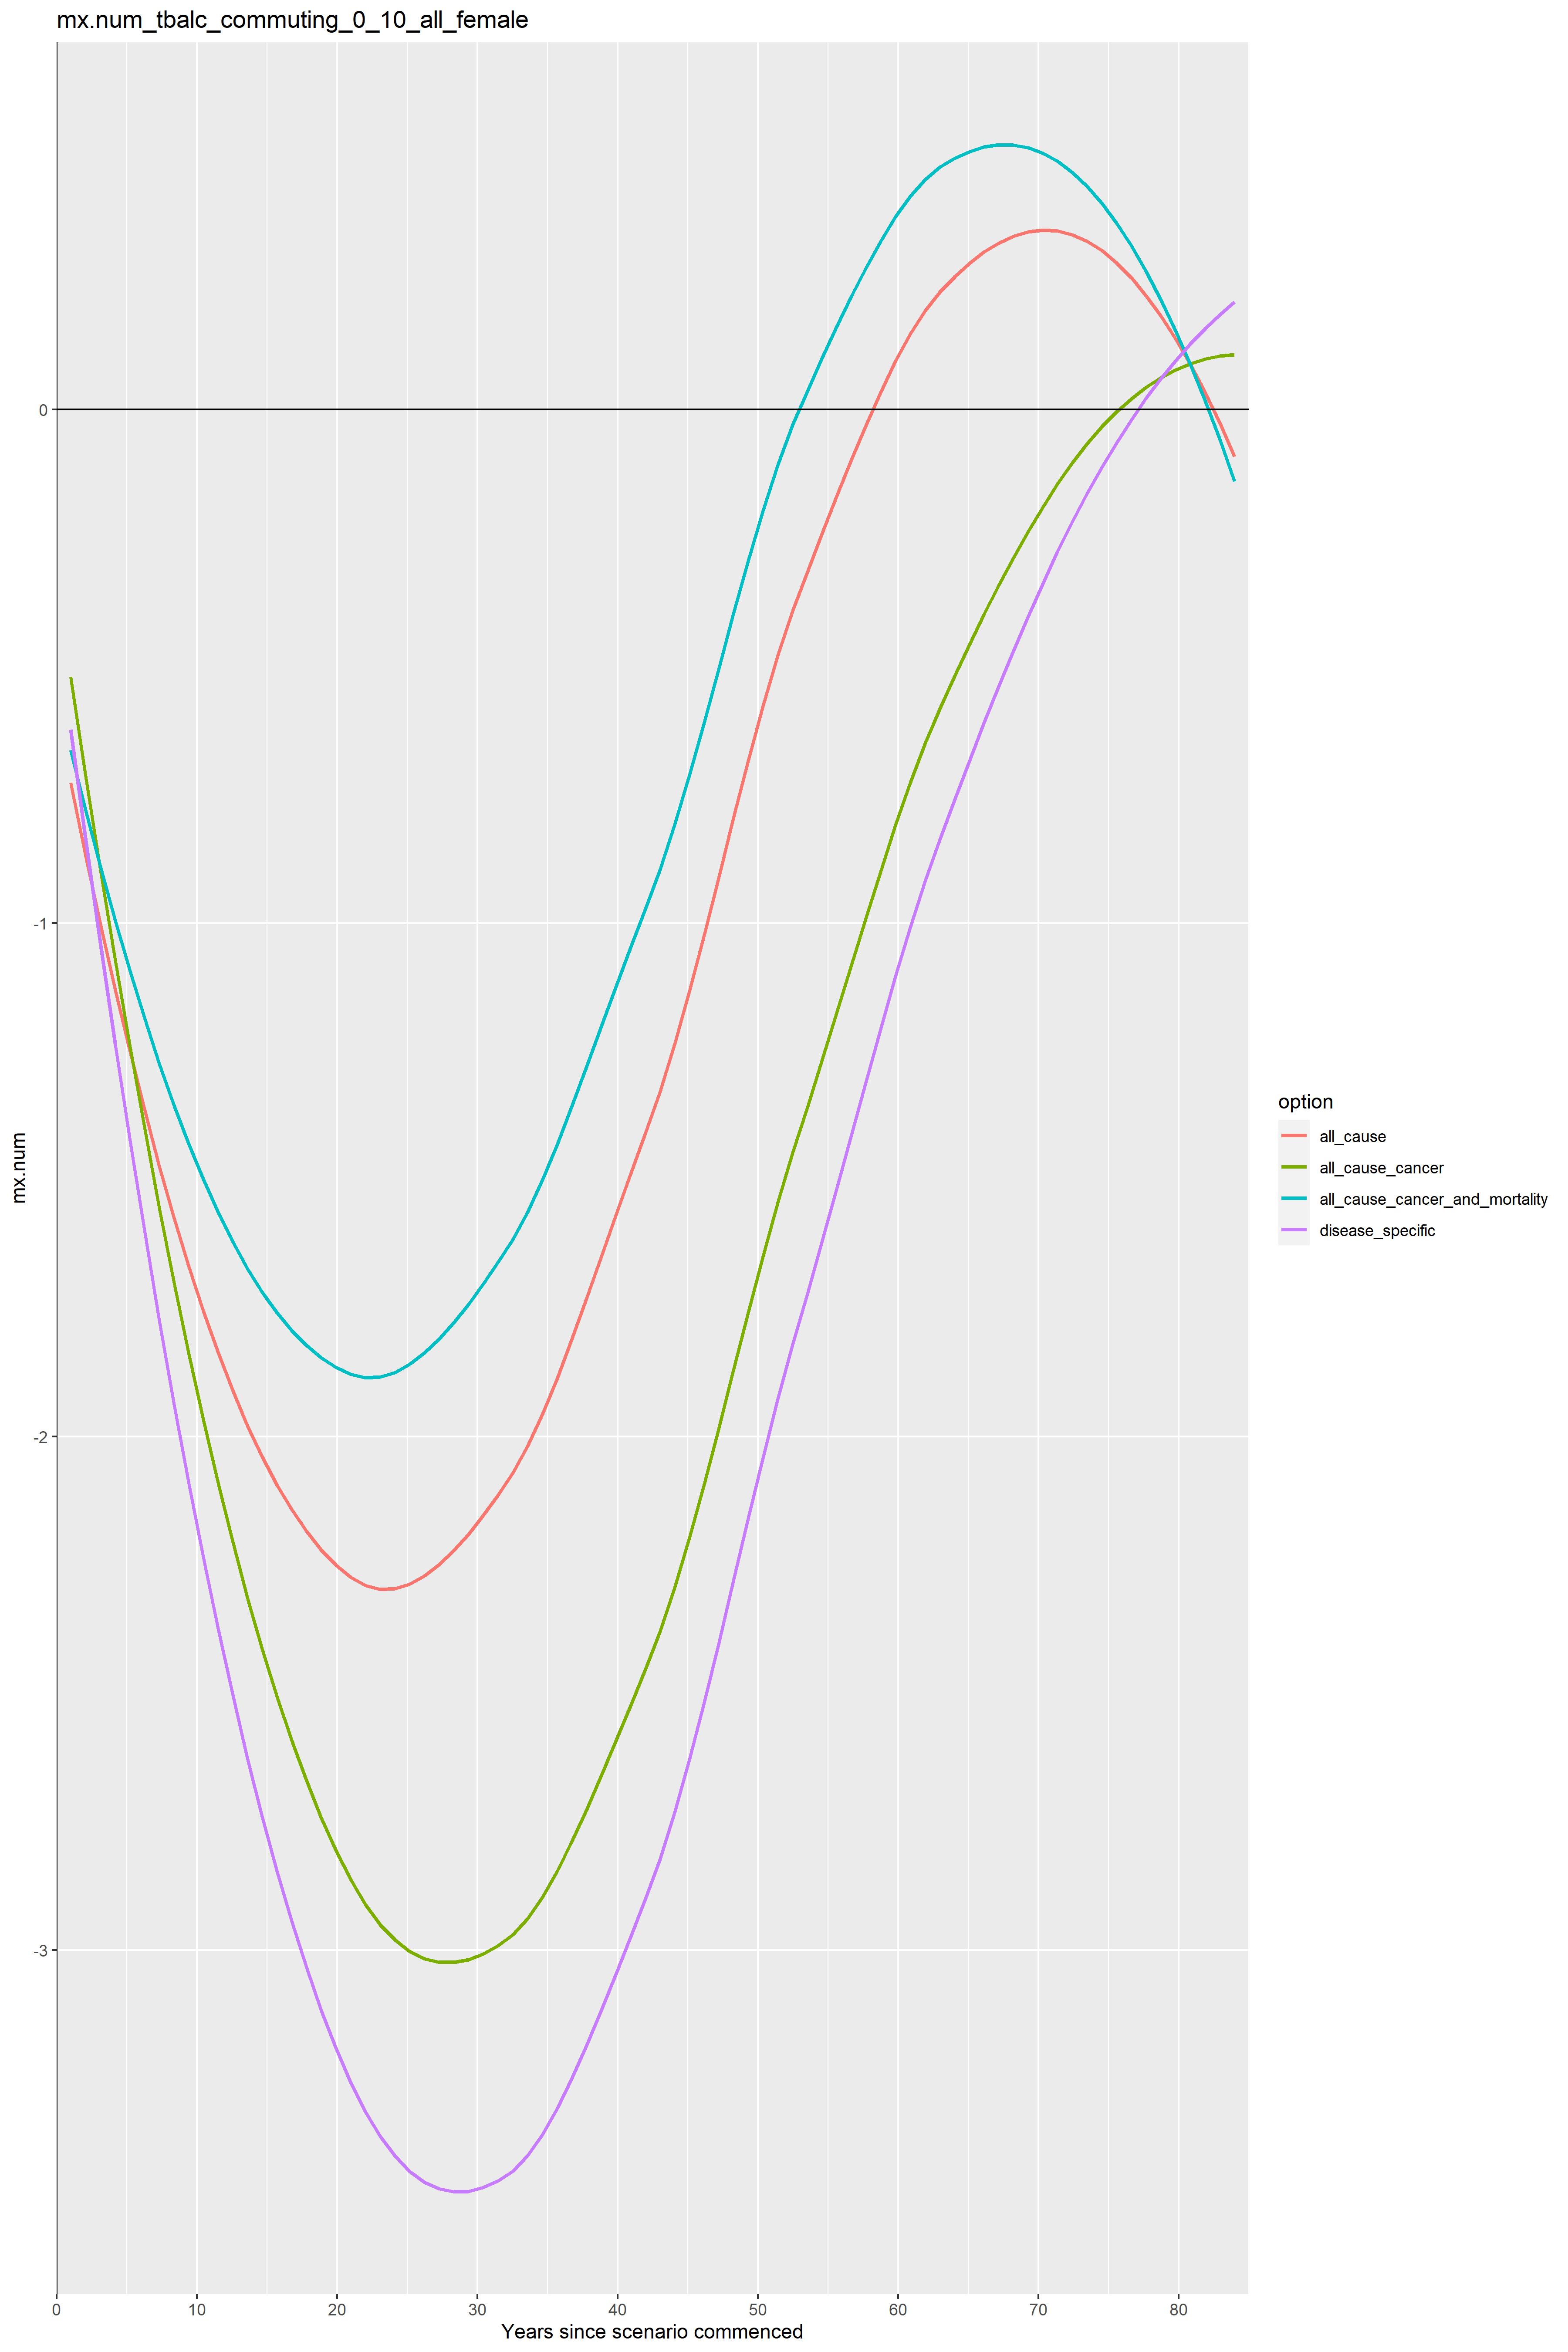 mx.num_tbalc_commuting_0_10_all_female
0
-1
-2
-3
mx.num
0 10 20 30 40 50 60 70 80
Years since scenario commenced
option
all_cause
all_cause_cancer
all_cause_cancer_and_mortality
disease_specific